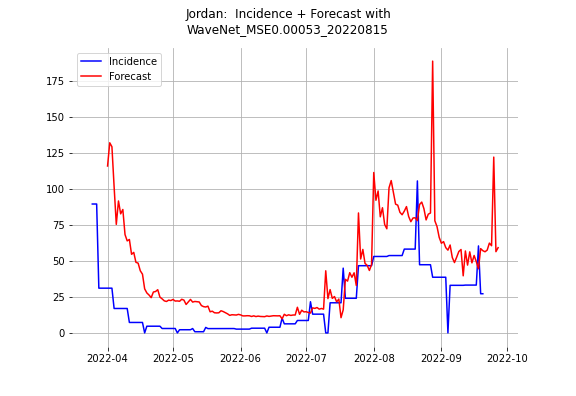 Jordan:  Incidence + Forecast with
WaveNet_MSE0.00053_20220815
Incidence
Forecast
175
150
125
100
75
50
25
0
2022-04 2022-05 2022-06 2022-07 2022-08 2022-09 2022-10